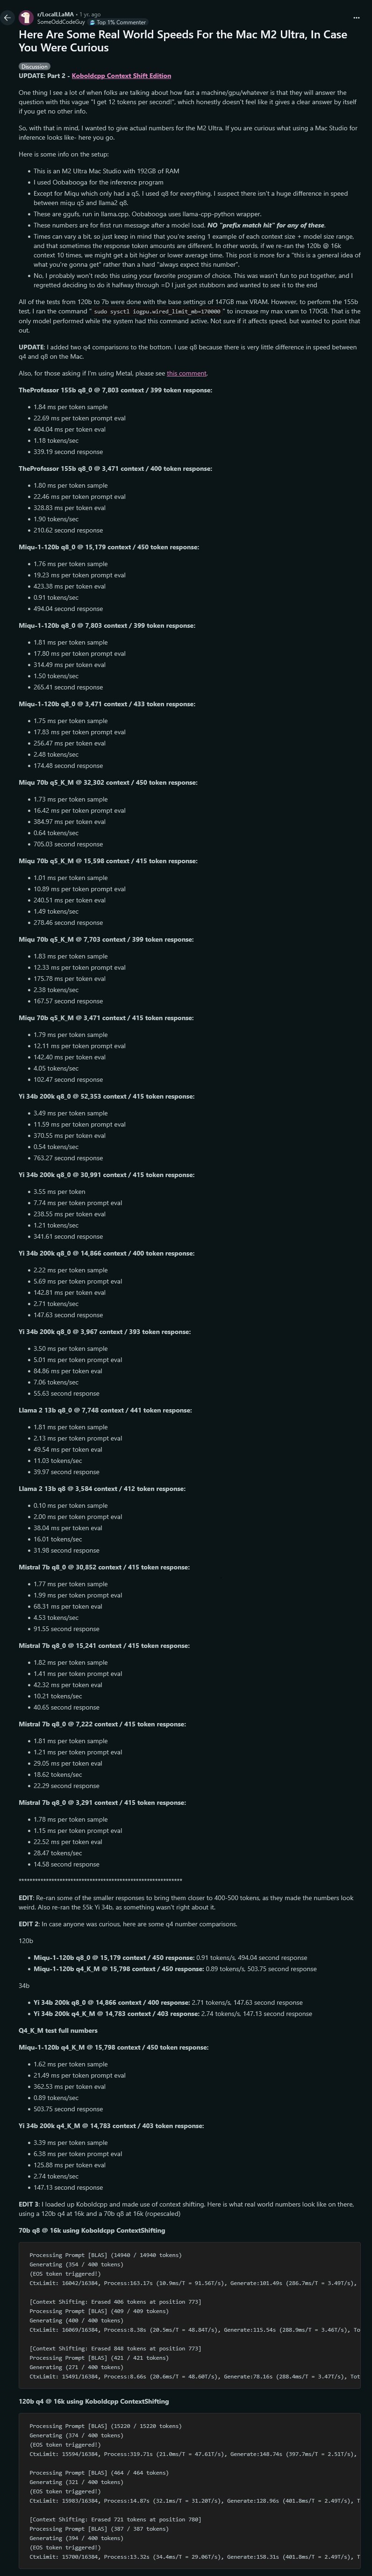 r/LocalLLaMA • 1 yr. ago
SomeOddCodeGuy Top 1% Commenter
Here Are Some Real World Speeds For the Mac M2 Ultra, In Case
You Were Curious
Discussion
UPDATE: Part 2 - Koboldcpp Context Shift Edition
One thing I see a lot of when folks are talking about how fast a machine/gpu/whatever is that they will answer the
question with this vague "I get 12 tokens per second!", which honestly doesn't feel like it gives a clear answer by itself
if you get no other info.
So, with that in mind, I wanted to give actual numbers for the M2 Ultra. If you are curious what using a Mac Studio for
inference looks like- here you go.
Here is some info on the setup:
• This is an M2 Ultra Mac Studio with 192GB of RAM
• I used Oobabooga for the inference program
• Except for Miqu which only had a q5, I used q8 for everything. I suspect there isn't a huge difference in speed
between miqu q5 and llama2 q8.
• These are ggufs, run in llama.cpp. Oobabooga uses llama-cpp-python wrapper.
• These numbers are for first run message after a model load. NO "prefix match hit" for any of these.
• Times can vary a bit, so just keep in mind that you're seeing 1 example of each context size + model size range,
and that sometimes the response token amounts are different. In other words, if we re-ran the 120b @ 16k
context 10 times, we might get a bit higher or lower average time. This post is more for a "this is a general idea of
what you're gonna get" rather than a hard "always expect this number".
• No, I probably won't redo this using your favorite program of choice. This was wasn't fun to put together, and I
regretted deciding to it halfway through =D I just got stubborn and wanted to see it to the end
All of the tests from 120b to 7b were done with the base settings of 147GB max VRAM. However, to perform the 155b
test, I ran the command " sudo sysctl iogpu.wired_limit_mb=170000 " to increase my max vram to 170GB. That is the
only model performed while the system had that command active. Not sure if it affects speed, but wanted to point that
out.
UPDATE: I added two q4 comparisons to the bottom. I use q8 because there is very little difference in speed between
q4 and q8 on the Mac.
Also, for those asking if I'm using Metal, please see this comment.
TheProfessor 155b q8_0 @ 7,803 context / 399 token response:
• 1.84 ms per token sample
• 22.69 ms per token prompt eval
• 404.04 ms per token eval
• 1.18 tokens/sec
• 339.19 second response
TheProfessor 155b q8_0 @ 3,471 context / 400 token response:
• 1.80 ms per token sample
• 22.46 ms per token prompt eval
• 328.83 ms per token eval
• 1.90 tokens/sec
• 210.62 second response
Miqu-1-120b q8_0 @ 15,179 context / 450 token response:
• 1.76 ms per token sample
• 19.23 ms per token prompt eval
• 423.38 ms per token eval
• 0.91 tokens/sec
• 494.04 second response
Miqu-1-120b q8_0 @ 7,803 context / 399 token response:
• 1.81 ms per token sample
• 17.80 ms per token prompt eval
• 314.49 ms per token eval
• 1.50 tokens/sec
• 265.41 second response
Miqu-1-120b q8_0 @ 3,471 context / 433 token response:
• 1.75 ms per token sample
• 17.83 ms per token prompt eval
• 256.47 ms per token eval
• 2.48 tokens/sec
• 174.48 second response
Miqu 70b q5_K_M @ 32,302 context / 450 token response:
• 1.73 ms per token sample
• 16.42 ms per token prompt eval
• 384.97 ms per token eval
• 0.64 tokens/sec
• 705.03 second response
Miqu 70b q5_K_M @ 15,598 context / 415 token response:
• 1.01 ms per token sample
• 10.89 ms per token prompt eval
• 240.51 ms per token eval
• 1.49 tokens/sec
• 278.46 second response
Miqu 70b q5_K_M @ 7,703 context / 399 token response:
• 1.83 ms per token sample
• 12.33 ms per token prompt eval
• 175.78 ms per token eval
• 2.38 tokens/sec
• 167.57 second response
Miqu 70b q5_K_M @ 3,471 context / 415 token response:
• 1.79 ms per token sample
• 12.11 ms per token prompt eval
• 142.40 ms per token eval
• 4.05 tokens/sec
• 102.47 second response
Yi 34b 200k q8_0 @ 52,353 context / 415 token response:
• 3.49 ms per token sample
• 11.59 ms per token prompt eval
• 370.55 ms per token eval
• 0.54 tokens/sec
• 763.27 second response
Yi 34b 200k q8_0 @ 30,991 context / 415 token response:
• 3.55 ms per token
• 7.74 ms per token prompt eval
• 238.55 ms per token eval
• 1.21 tokens/sec
• 341.61 second response
Yi 34b 200k q8_0 @ 14,866 context / 400 token response:
• 2.22 ms per token sample
• 5.69 ms per token prompt eval
• 142.81 ms per token eval
• 2.71 tokens/sec
• 147.63 second response
Yi 34b 200k q8_0 @ 3,967 context / 393 token response:
• 3.50 ms per token sample
• 5.01 ms per token prompt eval
• 84.86 ms per token eval
• 7.06 tokens/sec
• 55.63 second response
Llama 2 13b q8_0 @ 7,748 context / 441 token response:
• 1.81 ms per token sample
• 2.13 ms per token prompt eval
• 49.54 ms per token eval
• 11.03 tokens/sec
• 39.97 second response
Llama 2 13b q8 @ 3,584 context / 412 token response:
• 0.10 ms per token sample
• 2.00 ms per token prompt eval
• 38.04 ms per token eval
• 16.01 tokens/sec
• 31.98 second response
Mistral 7b q8_0 @ 30,852 context / 415 token response:
• 1.77 ms per token sample
• 1.99 ms per token prompt eval
• 68.31 ms per token eval
• 4.53 tokens/sec
• 91.55 second response
Mistral 7b q8_0 @ 15,241 context / 415 token response:
• 1.82 ms per token sample
• 1.41 ms per token prompt eval
• 42.32 ms per token eval
• 10.21 tokens/sec
• 40.65 second response
Mistral 7b q8_0 @ 7,222 context / 415 token response:
• 1.81 ms per token sample
• 1.21 ms per token prompt eval
• 29.05 ms per token eval
• 18.62 tokens/sec
• 22.29 second response
Mistral 7b q8_0 @ 3,291 context / 415 token response:
• 1.78 ms per token sample
• 1.15 ms per token prompt eval
• 22.52 ms per token eval
• 28.47 tokens/sec
• 14.58 second response
**************************************************************
EDIT: Re-ran some of the smaller responses to bring them closer to 400-500 tokens, as they made the numbers look
weird. Also re-ran the 55k Yi 34b, as something wasn't right about it.
EDIT 2: In case anyone was curious, here are some q4 number comparisons.
120b
• Miqu-1-120b q8_0 @ 15,179 context / 450 response: 0.91 tokens/s, 494.04 second response
• Miqu-1-120b q4_K_M @ 15,798 context / 450 response: 0.89 tokens/s, 503.75 second response
34b
• Yi 34b 200k q8_0 @ 14,866 context / 400 response: 2.71 tokens/s, 147.63 second response
• Yi 34b 200k q4_K_M @ 14,783 context / 403 response: 2.74 tokens/s, 147.13 second response
Q4_K_M test full numbers
Miqu-1-120b q4_K_M @ 15,798 context / 450 token response:
• 1.62 ms per token sample
• 21.49 ms per token prompt eval
• 362.53 ms per token eval
• 0.89 tokens/sec
• 503.75 second response
Yi 34b 200k q4_K_M @ 14,783 context / 403 token response:
• 3.39 ms per token sample
• 6.38 ms per token prompt eval
• 125.88 ms per token eval
• 2.74 tokens/sec
• 147.13 second response
EDIT 3: I loaded up Koboldcpp and made use of context shifting. Here is what real world numbers look like on there,
using a 120b q4 at 16k and a 70b q8 at 16k (ropescaled)
70b q8 @ 16k using Koboldcpp ContextShifting
Processing Prompt [BLAS] (14940 / 14940 tokens)
Generating (354 / 400 tokens)
(EOS token triggered!)
CtxLimit: 16042/16384, Process:163.17s (10.9ms/T = 91.56T/s), Generate:101.49s (286.7ms/T = 3.49T/s),
[Context Shifting: Erased 406 tokens at position 773]
Processing Prompt [BLAS] (409 / 409 tokens)
Generating (400 / 400 tokens)
CtxLimit: 16069/16384, Process:8.38s (20.5ms/T = 48.84T/s), Generate:115.54s (288.9ms/T = 3.46T/s), To
[Context Shifting: Erased 848 tokens at position 773]
Processing Prompt [BLAS] (421 / 421 tokens)
Generating (271 / 400 tokens)
CtxLimit: 15491/16384, Process:8.66s (20.6ms/T = 48.60T/s), Generate:78.16s (288.4ms/T = 3.47T/s), Tot
120b q4 @ 16k using Koboldcpp ContextShifting
Processing Prompt [BLAS] (15220 / 15220 tokens)
Generating (374 / 400 tokens)
(EOS token triggered!)
CtxLimit: 15594/16384, Process:319.71s (21.0ms/T = 47.61T/s), Generate:148.74s (397.7ms/T = 2.51T/s),
Processing Prompt [BLAS] (464 / 464 tokens)
Generating (321 / 400 tokens)
(EOS token triggered!)
CtxLimit: 15983/16384, Process:14.87s (32.1ms/T = 31.20T/s), Generate:128.96s (401.8ms/T = 2.49T/s), T
[Context Shifting: Erased 721 tokens at position 780]
Processing Prompt [BLAS] (387 / 387 tokens)
Generating (394 / 400 tokens)
(EOS token triggered!)
CtxLimit: 15700/16384, Process:13.32s (34.4ms/T = 29.06T/s), Generate:158.31s (401.8ms/T = 2.49T/s), T